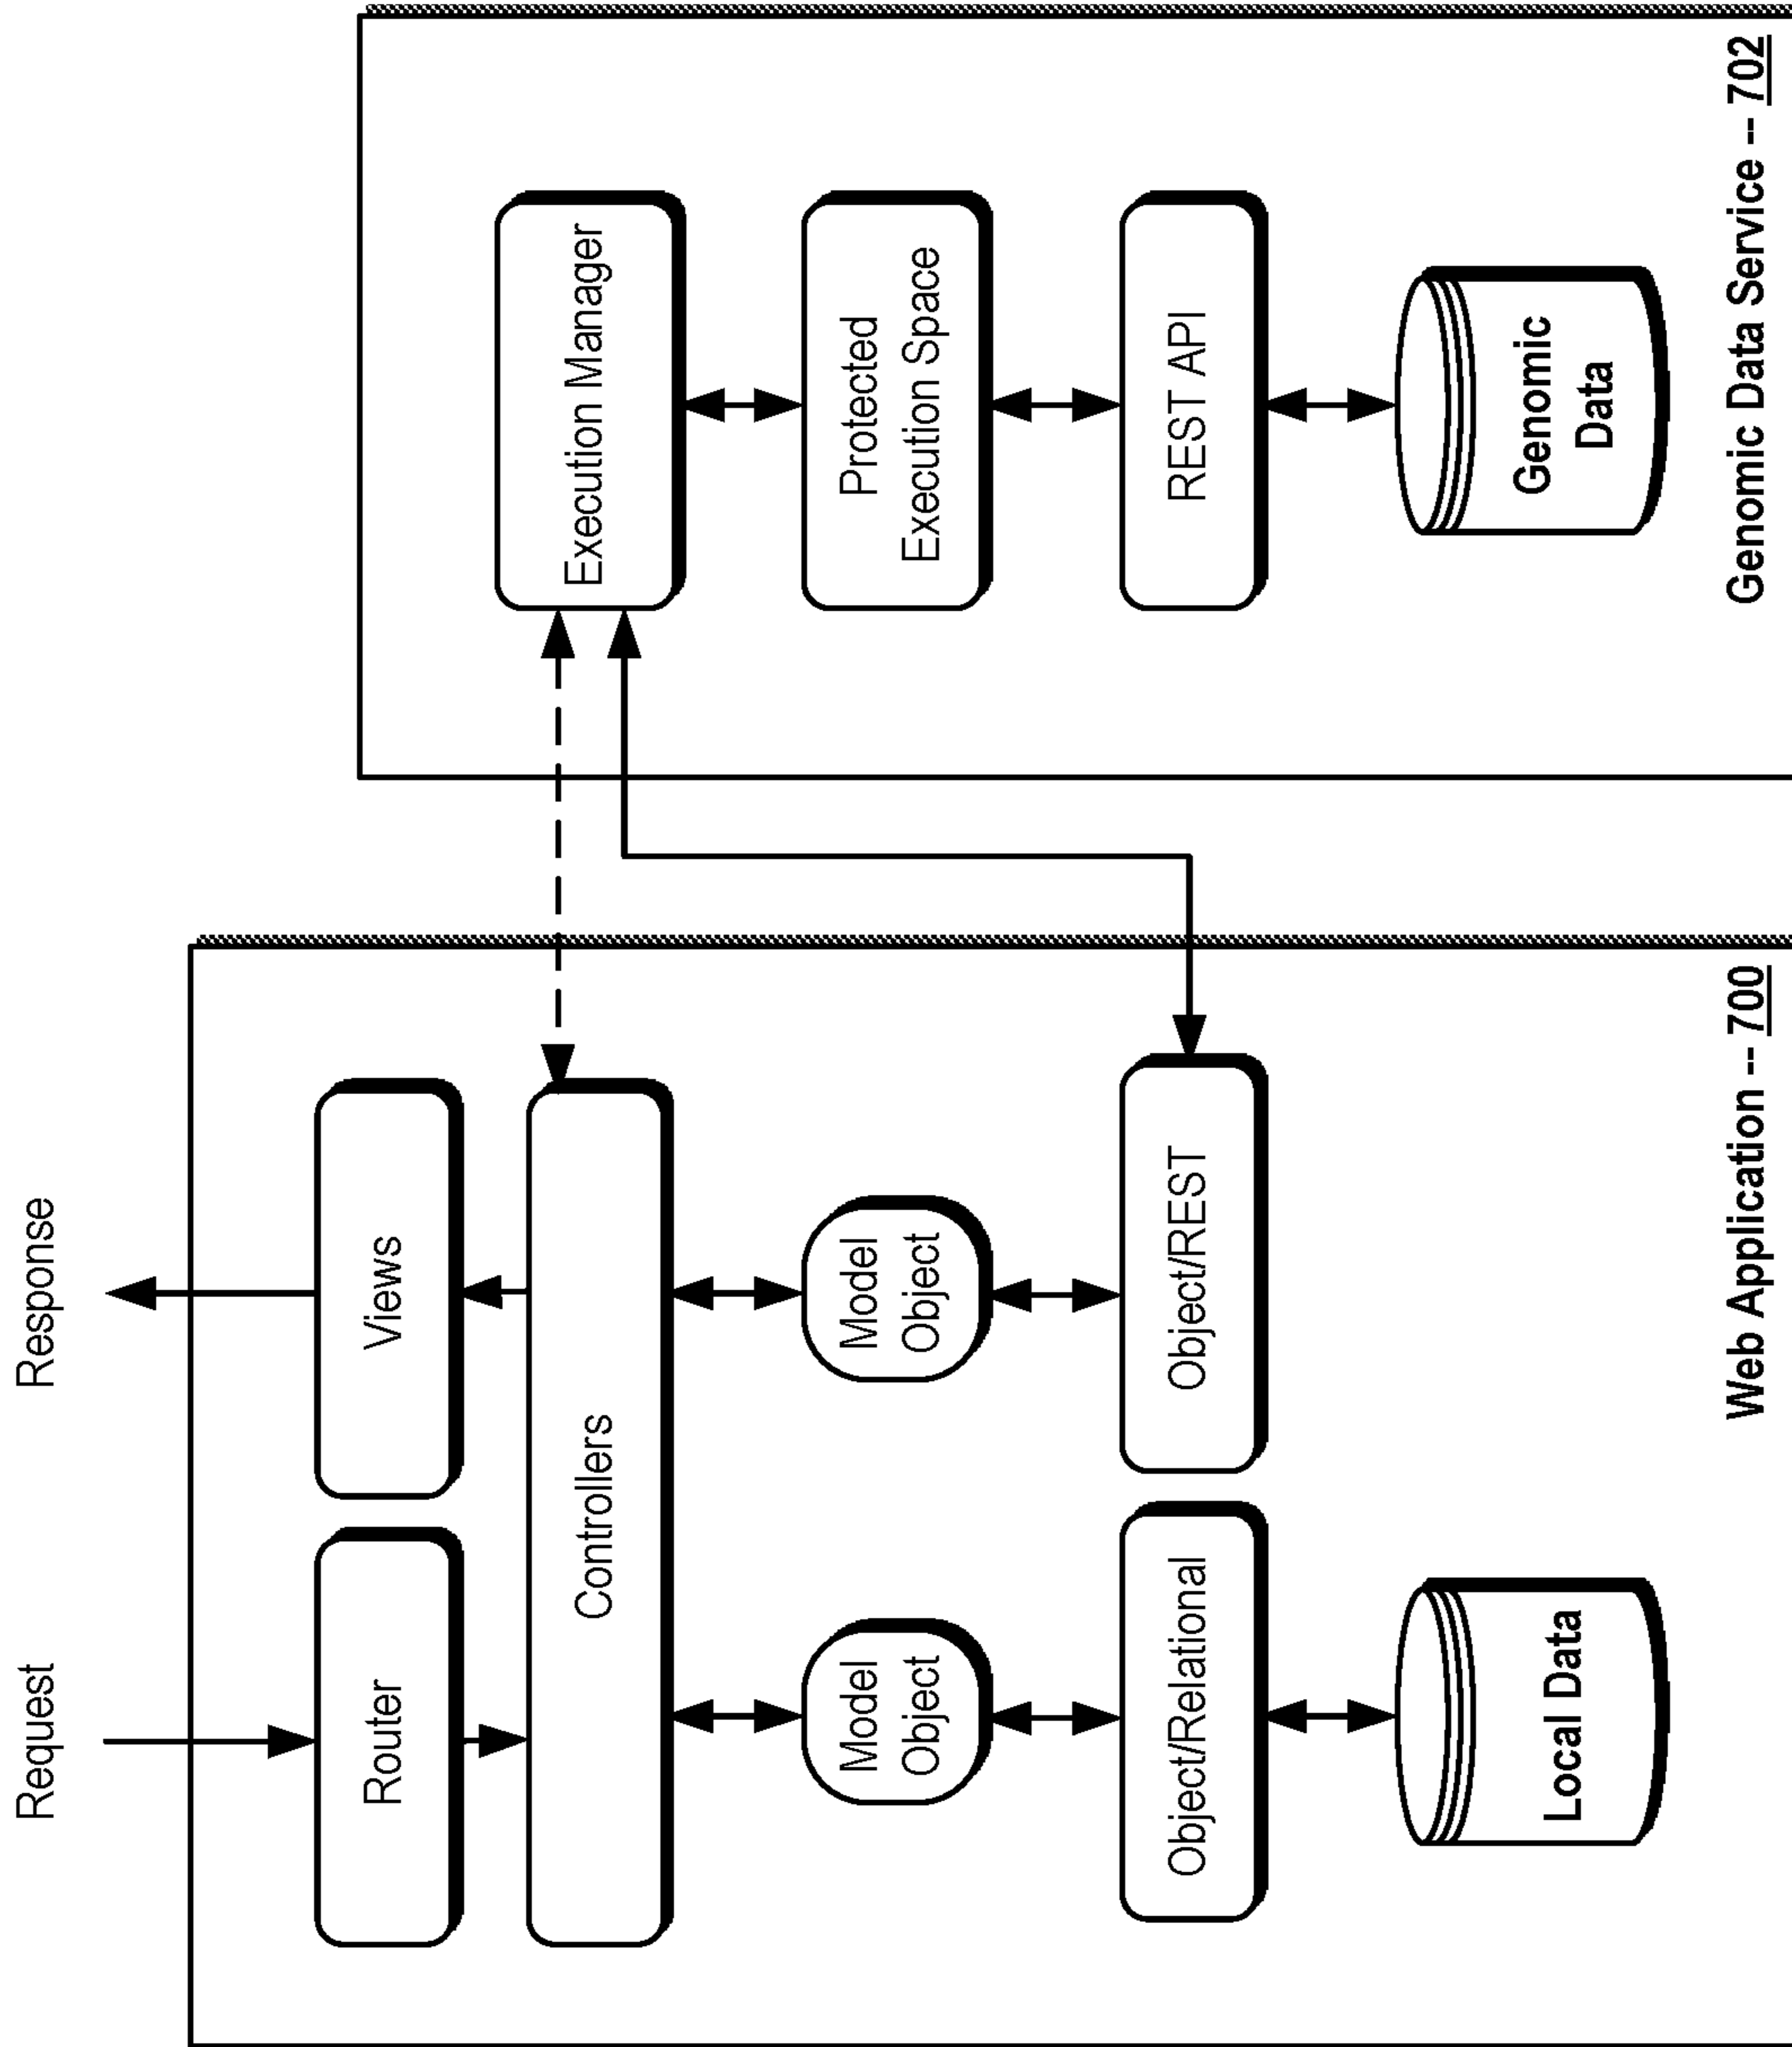 Request
Response
Router
Views
Controllers
Model
Object
Model
Object
Object/Relational
Object/REST
Local Data
Web Application -- 700
Execution Manager
Protected
Execution Space
REST API
Genomic
Data
Genomic Data Service -- 702